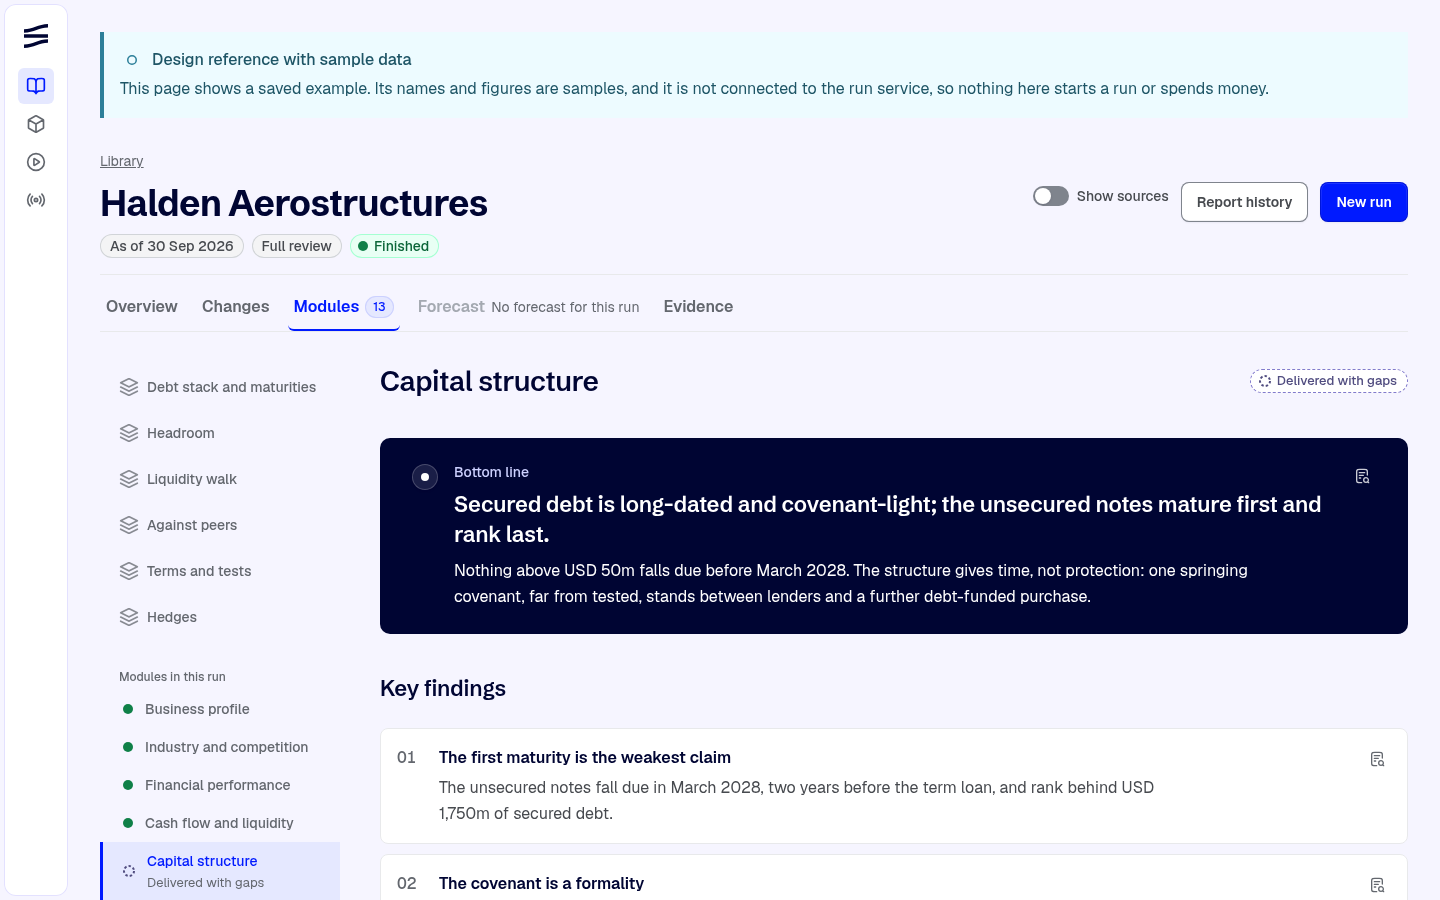 Design reference with sample data
This page shows a saved example. Its names and figures are samples, and it is not connected to the run service, so nothing here starts a run or spends money.
Library
Halden Aerostructures
Show sources
Report history
New run
As of 30 Sep 2026
Full review
Finished
Overview
Changes
Modules 13
Forecast No forecast for this run
Evidence
Debt stack and maturities
Headroom
Liquidity walk
Against peers
Terms and tests
Hedges
Modules in this run
Business profile
Industry and competition
Financial performance
Cash flow and liquidity
Capital structure
Delivered with gaps
Capital structure
Delivered with gaps
Bottom line
Secured debt is long-dated and covenant-light; the unsecured notes mature first and
rank last.
Nothing above USD 50m falls due before March 2028. The structure gives time, not protection: one springing
covenant, far from tested, stands between lenders and a further debt-funded purchase.
Key findings
01 The first maturity is the weakest claim
The unsecured notes fall due in March 2028, two years before the term loan, and rank behind USD
1,750m of secured debt.
02 The covenant is a formality